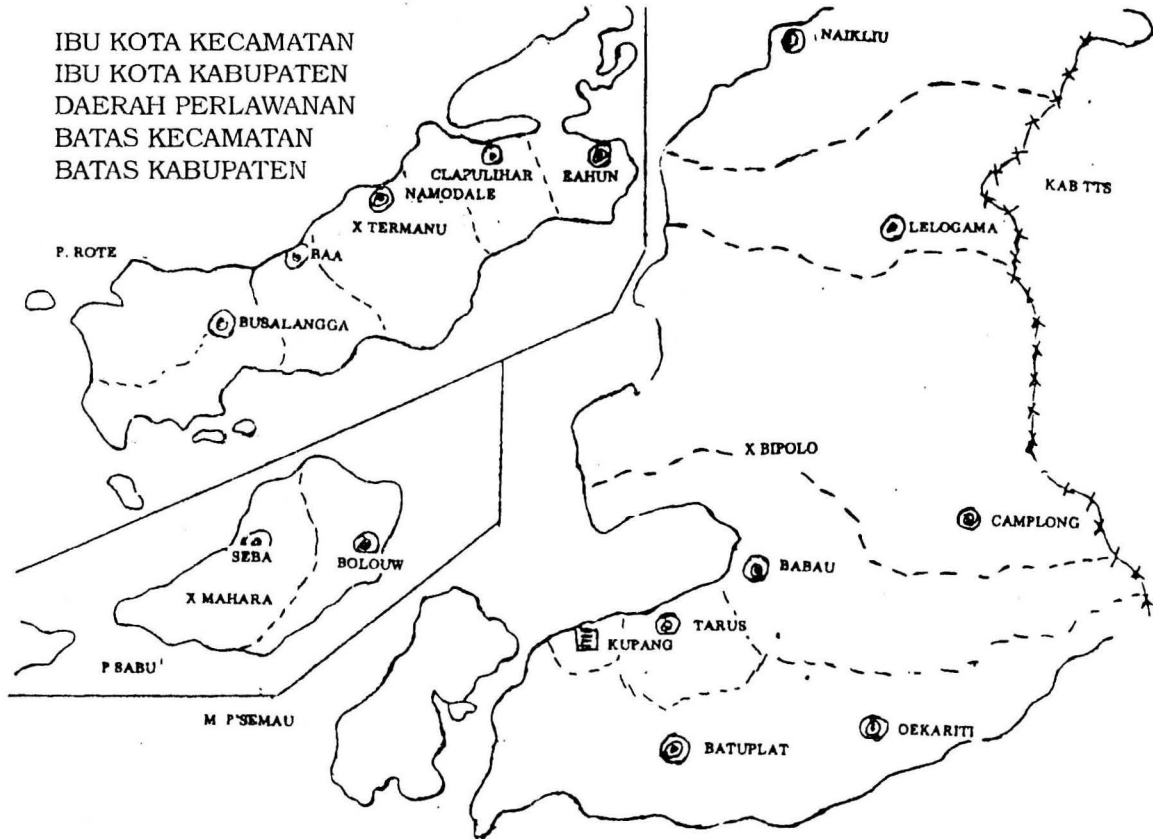 IBU KOTA KECAMATAN
IBU KOTA KABUPATEN
DAERAH PERLAWANAN
BATAS KECAMATAN
BATAS KABUPATEN
NAIKLIU
CLAPULIHAR
EAHUN
NAMODALE
KAB TTS
X TERMANU
LELOGAMA
P. ROTE
BAA
BUSALANGGA
X BIPOLO
CAMPLONG
SEBA
BOLOUW
BABAU
X MAHARA
TARUS
KUPANG
P SABU
M P'SEMAU
BATUPLAT
OEKARITI